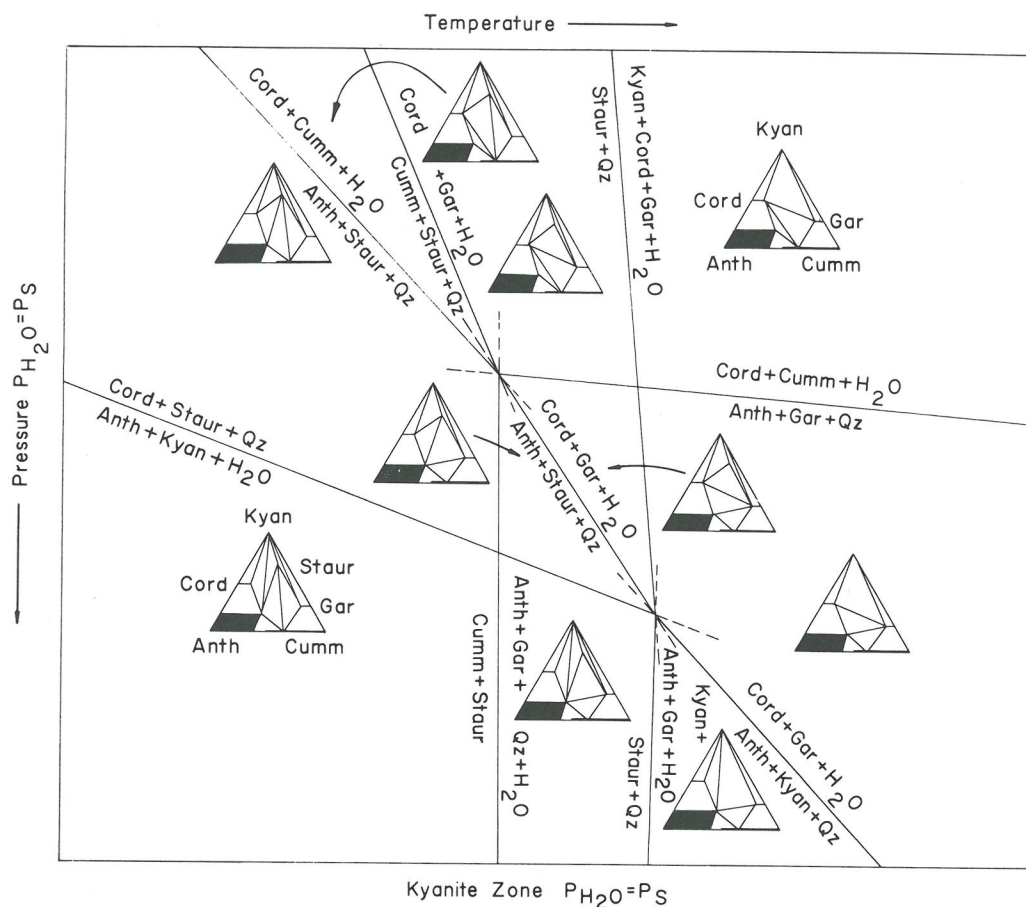 Temperature
Pressure PH2O=PS
Cord+Cumm+H2O
Anth+Staur+Qz
Cord +Gar+H2O
Cumm+Staur+Qz
Staur+Qz
Kyan+Cord+Gar+H2O
Kyan
Cord
Gar
Anth
Cumm
Cord+Staur+Qz
Anth+Kyan+H2O
Cord+Cumm+H2O
Anth+Gar+Qz
Cord+Gar+H2O
Anth+Staur+Qz
Kyan
Staur
Cord
Gar
Anth
Cumm
Cumm+Staur
Anth+Gar+ Qz+H2O
Staur+Qz
Kyan+
Anth+Gar+H2O
Cord+Gar+H2O
Anth+Kyan+Qz
Kyanite Zone PH2O=PS